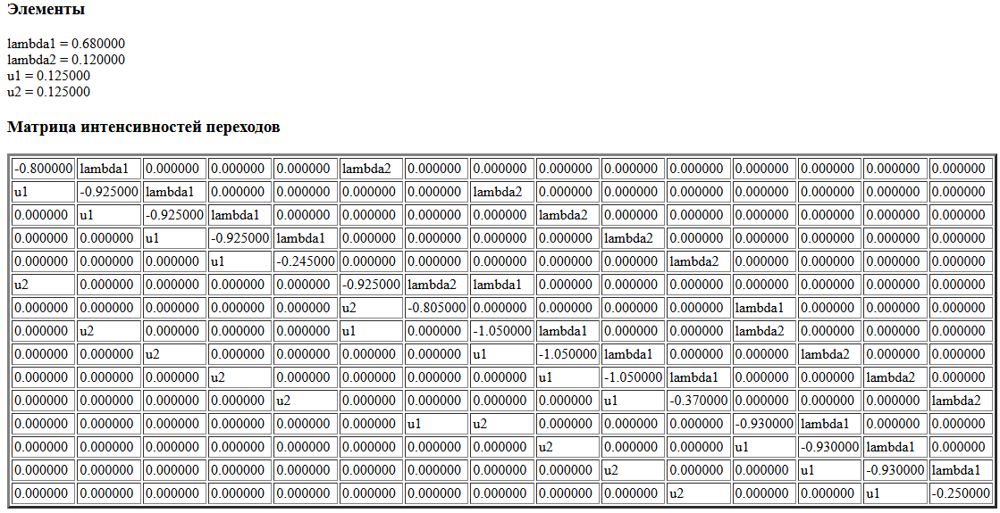 Элементы
lambda1 = 0.680000
lambda2 = 0.120000
u1 = 0.125000
u2 = 0.125000
Матрица интенсивностей переходов
-0.800000 lambda1 0.000000 0.000000 0.000000 lambda2 0.000000 0.000000 0.000000 0.000000 0.000000 0.000000 0.000000 0.000000 0.000000
u1 -0.925000 lambda1 0.000000 0.000000 0.000000 0.000000 lambda2 0.000000 0.000000 0.000000 0.000000 0.000000 0.000000 0.000000
0.000000 u1 -0.925000 lambda1 0.000000 0.000000 0.000000 0.000000 lambda2 0.000000 0.000000 0.000000 0.000000 0.000000 0.000000
0.000000 0.000000 u1 -0.925000 lambda1 0.000000 0.000000 0.000000 0.000000 lambda2 0.000000 0.000000 0.000000 0.000000 0.000000
0.000000 0.000000 0.000000 u1 -0.245000 0.000000 0.000000 0.000000 0.000000 0.000000 lambda2 0.000000 0.000000 0.000000 0.000000
u2 0.000000 0.000000 0.000000 0.000000 -0.925000 lambda2 lambda1 0.000000 0.000000 0.000000 0.000000 0.000000 0.000000 0.000000
0.000000 0.000000 0.000000 0.000000 0.000000 u2 -0.805000 0.000000 0.000000 0.000000 0.000000 lambda1 0.000000 0.000000 0.000000
0.000000 u2 0.000000 0.000000 0.000000 u1 0.000000 -1.050000 lambda1 0.000000 0.000000 lambda2 0.000000 0.000000 0.000000
0.000000 0.000000 u2 0.000000 0.000000 0.000000 0.000000 u1 -1.050000 lambda1 0.000000 0.000000 lambda2 0.000000 0.000000
0.000000 0.000000 0.000000 u2 0.000000 0.000000 0.000000 0.000000 u1 -1.050000 lambda1 0.000000 0.000000 lambda2 0.000000
0.000000 0.000000 0.000000 0.000000 u2 0.000000 0.000000 0.000000 0.000000 u1 -0.370000 0.000000 0.000000 0.000000 lambda2
0.000000 0.000000 0.000000 0.000000 0.000000 0.000000 u1 u2 0.000000 0.000000 0.000000 -0.930000 lambda1 0.000000 0.000000
0.000000 0.000000 0.000000 0.000000 0.000000 0.000000 0.000000 0.000000 u2 0.000000 0.000000 u1 -0.930000 lambda1 0.000000
0.000000 0.000000 0.000000 0.000000 0.000000 0.000000 0.000000 0.000000 0.000000 u2 0.000000 0.000000 u1 -0.930000 lambda1
0.000000 0.000000 0.000000 0.000000 0.000000 0.000000 0.000000 0.000000 0.000000 0.000000 u2 0.000000 0.000000 u1 -0.250000